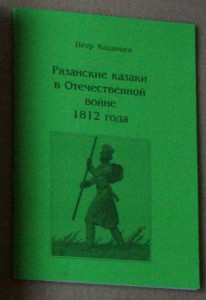 Пётр Казанцев
Рязанские казаки
в Отечественной
войне
1812 года